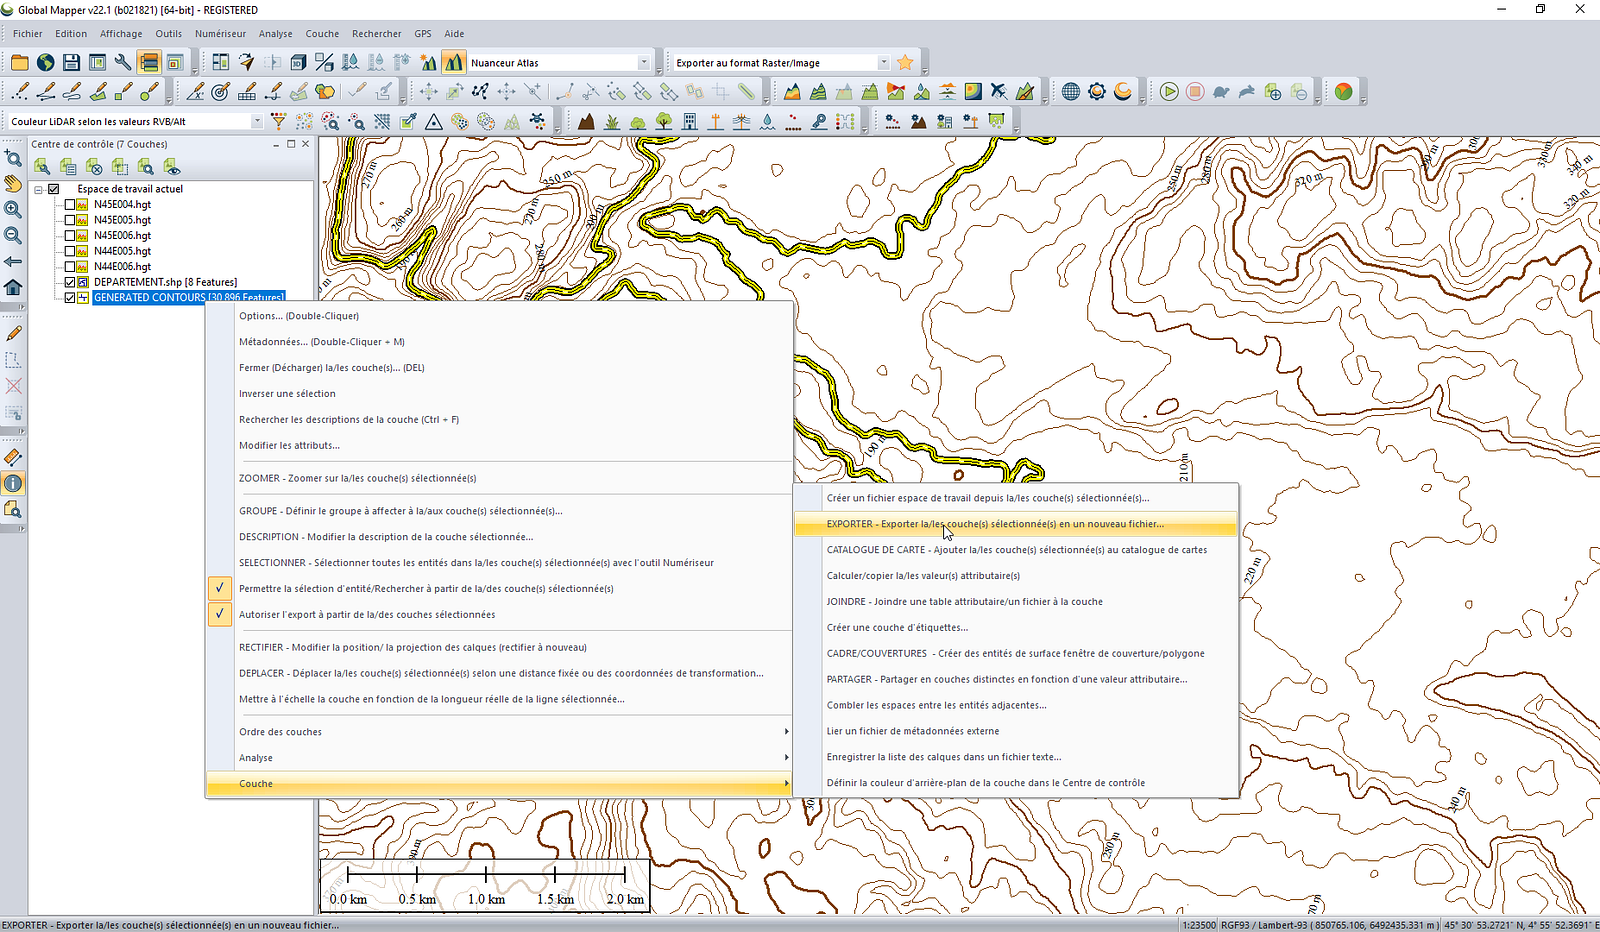 Global Mapper v22.1 (b021821) [64-bit] - REGISTERED
Fichier Edition Affichage Outils Numériseur Analyse Couche Rechercher GPS Aide
Nuanceur Atlas
Exporter au format Raster/Image
Couleur LiDAR selon les valeurs RVB/Alt
Centre de contrôle (7 Couches)
Espace de travail actuel
N45E004.hgt
N45E005.hgt
N45E006.hgt
N44E005.hgt
N44E006.hgt
DEPARTEMENT.shp [8 Features]
GENERATED CONTOURS [30,896 Features]
Options... (Double-Cliquer)
Métadonnées... (Double-Cliquer + M)
Fermer (Décharger) la/les couche(s)... (DEL)
Inverser une sélection
Rechercher les descriptions de la couche (Ctrl + F)
Modifier les attributs...
ZOOMER - Zoomer sur la/les couche(s) sélectionnée(s)
GROUPE - Définir le groupe à affecter à la/aux couche(s) sélectionnée(s)...
DESCRIPTION - Modifier la description de la couche sélectionnée...
SELECTIONNER - Sélectionner toutes les entités dans la/les couche(s) sélectionnée(s) avec l'outil Numériseur
Permettre la sélection d'entité/Rechercher à partir de la/des couche(s) sélectionnée(s)
Autoriser l'export à partir de la/des couches sélectionnées
RECTIFIER - Modifier la position/ la projection des calques (rectifier à nouveau)
DEPLACER - Déplacer la/les couche(s) sélectionnée(s) selon une distance fixée ou des coordonnées de transformation...
Mettre à l'échelle la couche en fonction de la longueur réelle de la ligne sélectionnée...
Ordre des couches
Analyse
Couche
Créer un fichier espace de travail depuis la/les couche(s) sélectionnée(s)...
EXPORTER - Exporter la/les couche(s) sélectionnée(s) en un nouveau fichier...
CATALOGUE DE CARTE - Ajouter la/les couche(s) sélectionnée(s) au catalogue de cartes
Calculer/copier la/les valeur(s) attributaire(s)
JOINDRE - Joindre une table attributaire/un fichier à la couche
Créer une couche d'étiquettes...
CADRE/COUVERTURES - Créer des entités de surface fenêtre de couverture/polygone
PARTAGER - Partager en couches distinctes en fonction d'une valeur attributaire...
Combler les espaces entre les entités adjacentes...
Lier un fichier de métadonnées externe
Enregistrer la liste des calques dans un fichier texte...
Définir la couleur d'arrière-plan de la couche dans le Centre de contrôle
270 m
260 m
250 m
220 m
280 m
200 m
250 m
280 m
320 m
340 m
320 m
190 m
210 m
220 m
240 m
280 m
0.0 km 0.5 km 1.0 km 1.5 km 2.0 km
EXPORTER - Exporter la/les couche(s) sélectionnée(s) en un nouveau fichier...
1:23500 RGF93 / Lambert-93 ( 850765.106, 6492435.331 m ) 45° 30' 53.2721" N, 4° 55' 52.3691" E